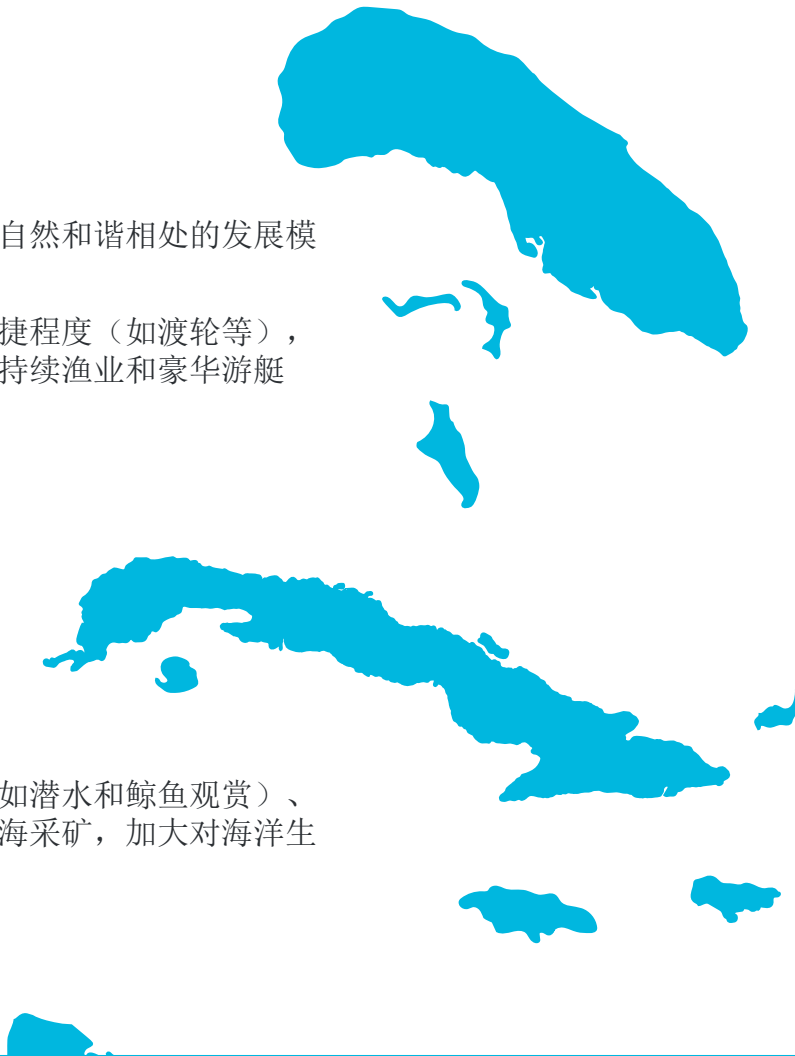 自然和谐相处的发展模
捷程度（如渡轮等），
持续渔业和豪华游艇
如潜水和鲸鱼观赏）、
海采矿，加大对海洋生